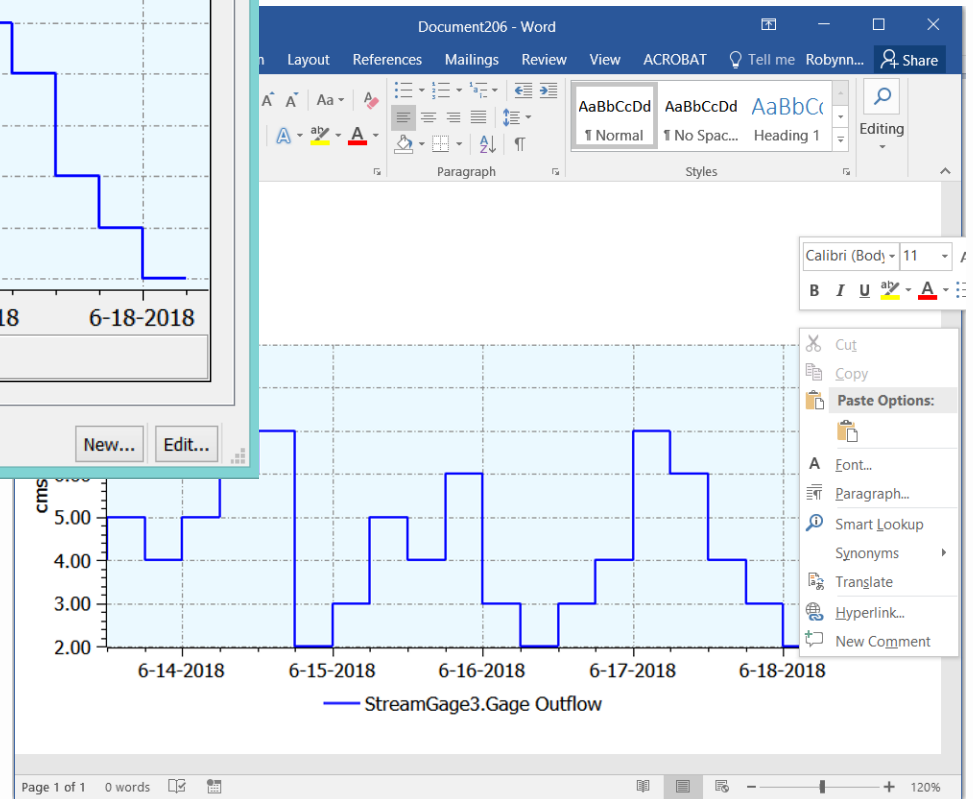 Document206 - Word
Layout References Mailings Review View ACROBAT Tell me Robynn... Share
Aa
AaBbCcDd AaBbCcDd AaBbC
¶ Normal ¶ No Spac... Heading 1
Editing
Paragraph Styles
18 6-18-2018
New... Edit...
Calibri (Body 11
B I U ab A
Cut
Copy
Paste Options:
A Font...
Paragraph...
Smart Lookup
Synonyms
Translate
Hyperlink...
New Comment
cms
5.00
4.00
3.00
2.00
6-14-2018 6-15-2018 6-16-2018 6-17-2018 6-18-2018
StreamGage3.Gage Outflow
Page 1 of 1 0 words 120%